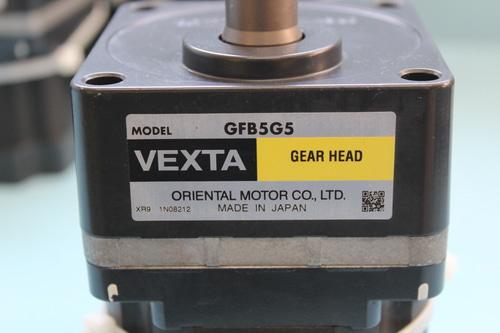 MODEL GFB5G5
VEXTA GEAR HEAD
ORIENTAL MOTOR CO., LTD.
XR9 1N08212 MADE IN JAPAN